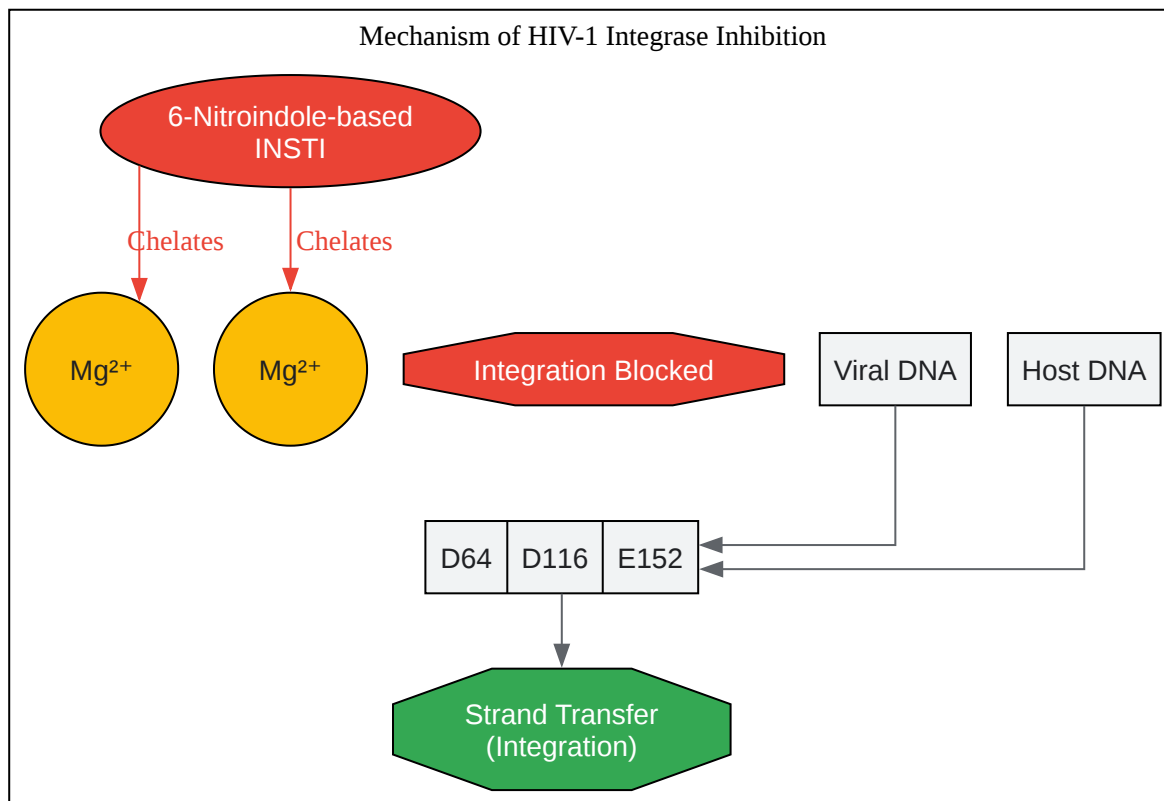 Mechanism of HIV-1 Integrase Inhibition
6-Nitroindole-based
INSTI
Chelates
Chelates
Mg²⁺
Mg²⁺
Integration Blocked
Viral DNA
Host DNA
D64
D116
E152
Strand Transfer
(Integration)